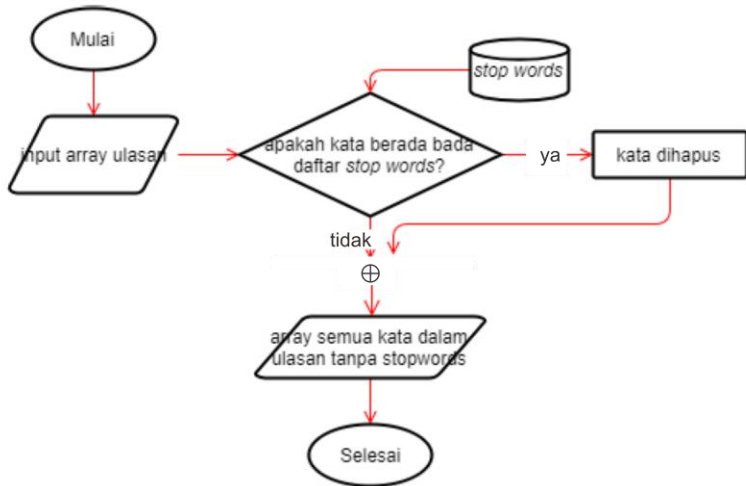 Mulai
stop words
input array ulasan
apakah kata berada bada
daftar stop words?
ya
kata dihapus
tidak
array semua kata dalam
ulasan tanpa stopwords
Selesai